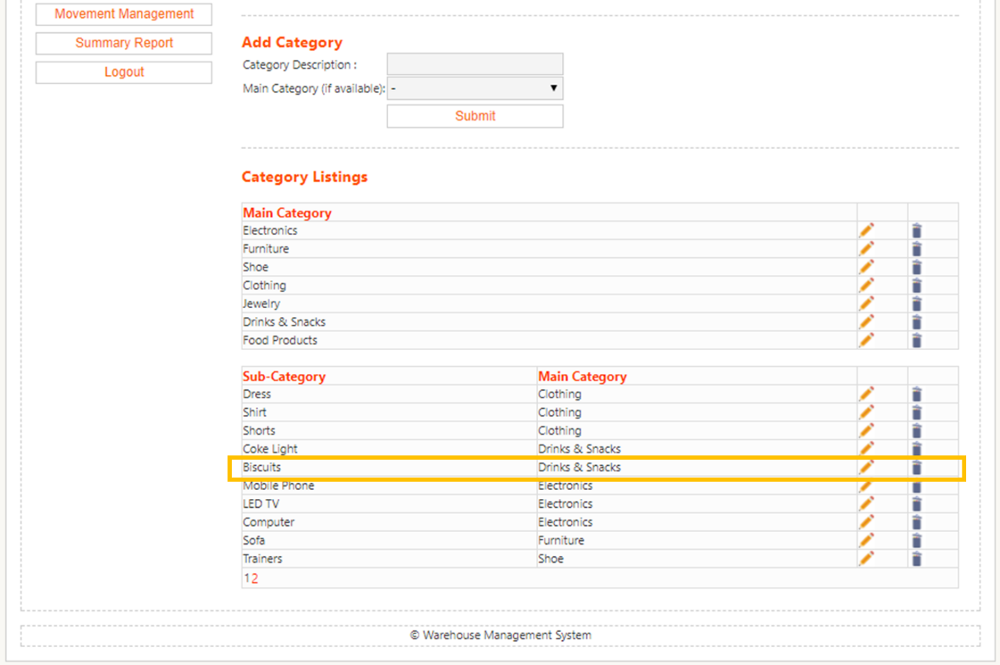 Movement Management
Summary Report
Logout
Add Category
Category Description :
Main Category (if available): -
Submit
Category Listings
Main Category
Electronics
Furniture
Shoe
Clothing
Jewelry
Drinks & Snacks
Food Products
Sub-Category Main Category
Dress Clothing
Shirt Clothing
Shorts Clothing
Coke Light Drinks & Snacks
Biscuits Drinks & Snacks
Mobile Phone Electronics
LED TV Electronics
Computer Electronics
Sofa Furniture
Trainers Shoe
12
© Warehouse Management System